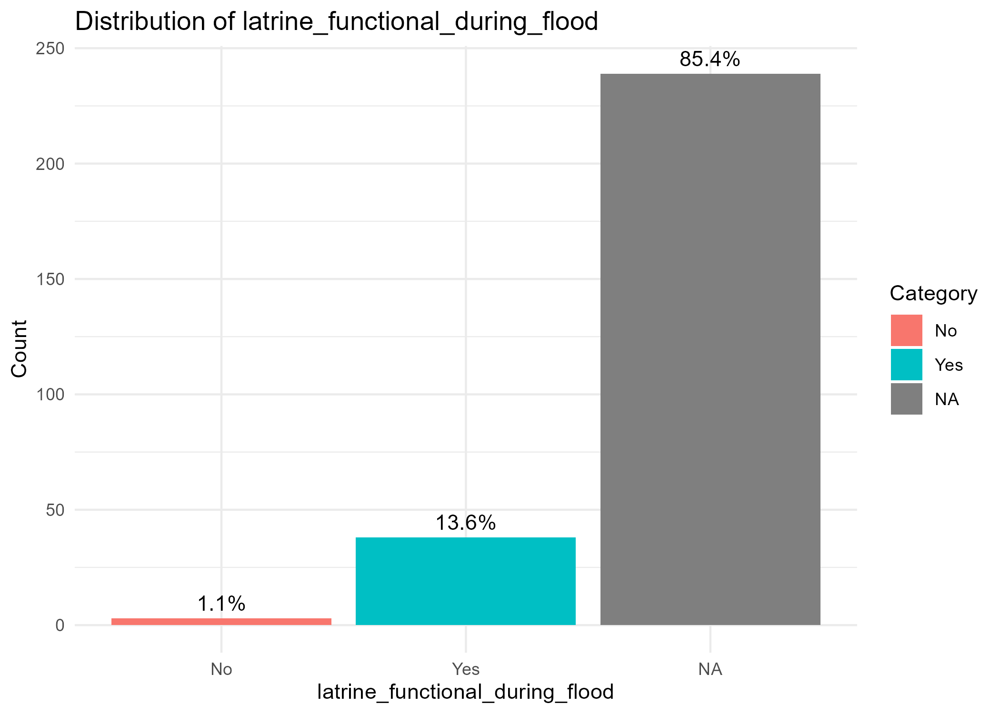 Distribution of latrine_functional_during_flood
250
200
150
100
50
0
Count
1.1%
13.6%
85.4%
No
Yes
NA
latrine_functional_during_flood
Category
No
Yes
NA